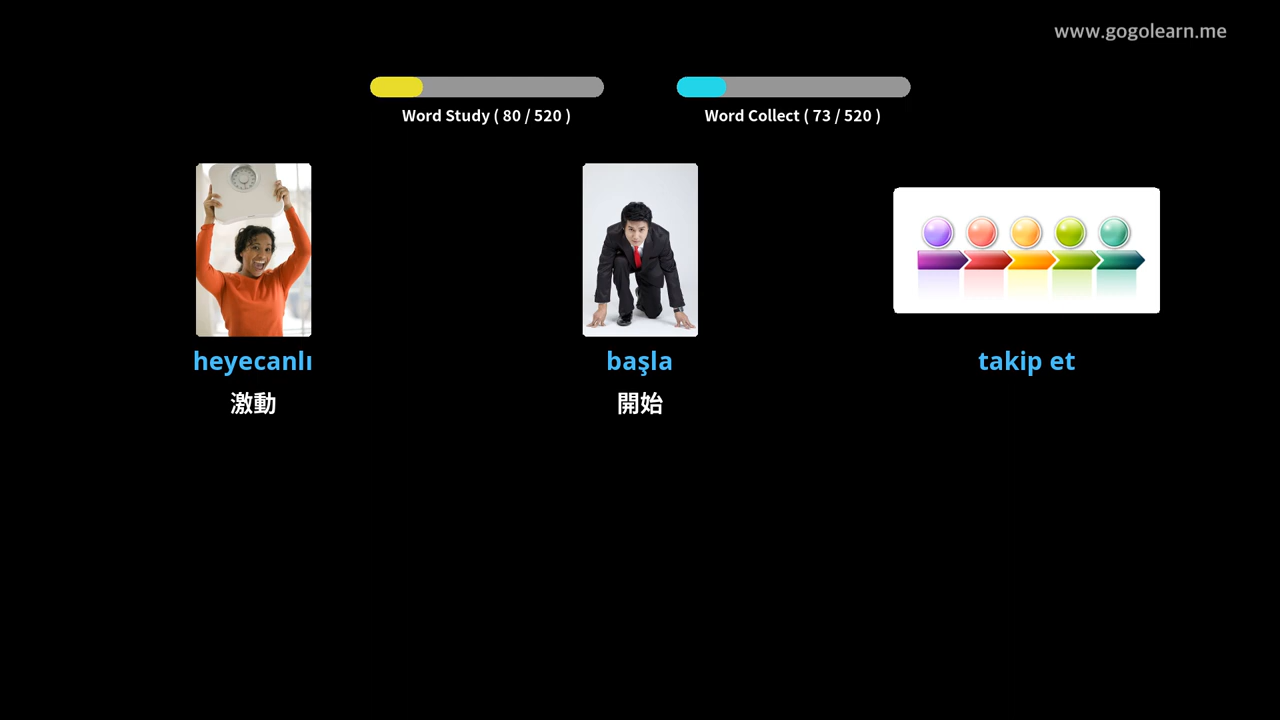 www.gogolearn.me
Word Study ( 80 / 520 )
Word Collect ( 73 / 520 )
heyecanlı
başla
takip et
激動
開始